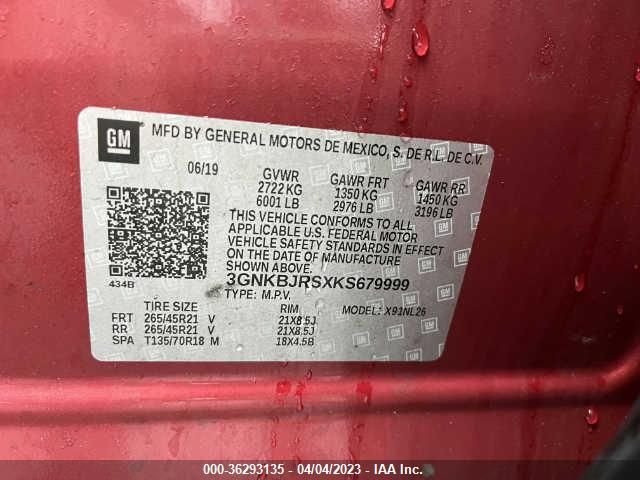 GM MFD BY GENERAL MOTORS DE MEXICO, S. DE R.L. DE C.V.
06/19 GVWR GAWR FRT GAWR RR
2722 KG 1350 KG 1450 KG
6001 LB 2976 LB 3196 LB
THIS VEHICLE CONFORMS TO ALL
APPLICABLE U.S. FEDERAL MOTOR
VEHICLE SAFETY STANDARDS IN EFFECT
ON THE DATE OF MANUFACTURE
SHOWN ABOVE.
434B 3GNKBJRSXKS679999
TYPE: M.P.V. MODEL: X91NL26
TIRE SIZE RIM
FRT 265/45R21 V 21X8.5J
RR 265/45R21 V 21X8.5J
SPA T135/70R18 M 18X4.5B
000-36293135 - 04/04/2023 - IAA Inc.